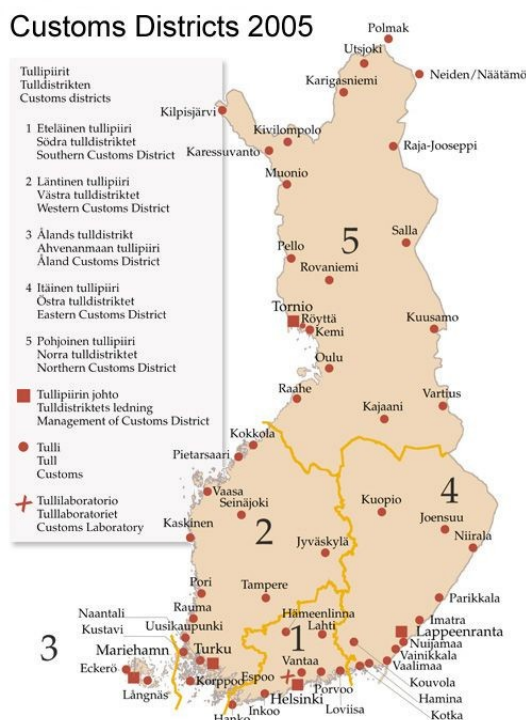 Customs Districts 2005
Tullipiirit
Tulldistrikten
Customs districts
1 Eteläinen tullipiiri
Södra tulldistriktet
Southern Customs District
2 Läntinen tullipiiri
Västra tulldistriktet
Western Customs District
3 Ålands tulldistrikt
Ahvenanmaan tullipiiri
Åland Customs District
4 Itäinen tullipiiri
Östra tulldistriktet
Eastern Customs District
5 Pohjoinen tullipiiri
Norra tulldistriktet
Northern Customs District
Tullipiirin johto
Tulldistriktets ledning
Management of Customs District
Tulli
Tull
Customs
Tullilaboratorio
Tulllaboratoriet
Customs Laboratory
Polmak
Utsjoki
Neiden/Näätämö
Karigasniemi
Kilpisjärvi
Kivilompolo
Karessuvanto
Raja-Jooseppi
Muonio
Salla
5
Pello
Rovaniemi
Tornio
Röyttä
Kemi
Kuusamo
Oulu
Raahe
Vartius
Kajaani
Kokkola
Pietarsaari
Vaasa
Seinäjoki
4
Kuopio
Joensuu
Kaskinen
2
Niirala
Jyväskylä
Pori
Tampere
Parikkala
Naantali
Rauma
Hämeenlinna
Imatra
Kustavi
Uusikaupunki
1
Lahti
Lappeenranta
3
Mariehamn
Turku
Nuijamaa
Vainikkala
Vantaa
Vaalimaa
Eckerö
Espoo
Korppoo
Porvoo
Kouvola
Långnäs
Helsinki
Hamina
Inkoo
Loviisa
Kotka
Hanko